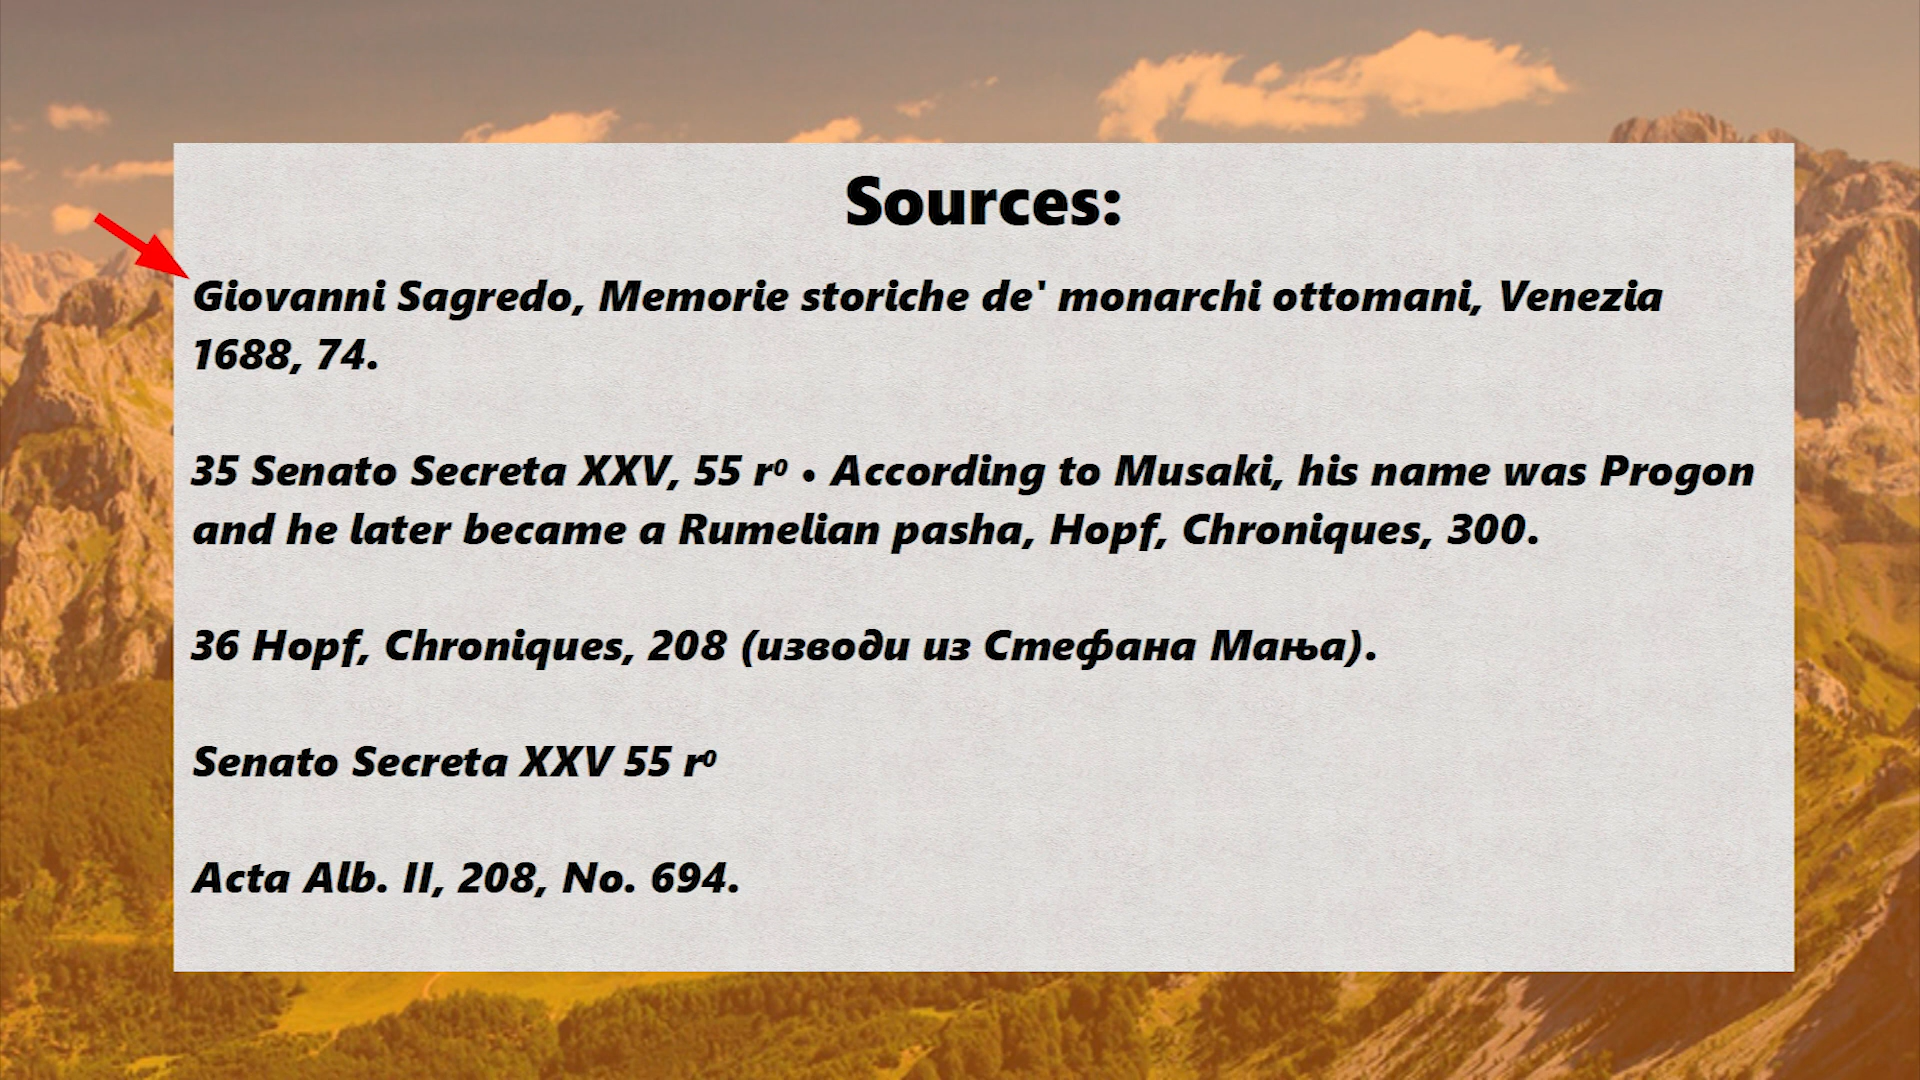 Sources:
Giovanni Sagredo, Memorie storiche de' monarchi ottomani, Venezia
1688, 74.
35 Senato Secreta XXV, 55 r⁰ • According to Musaki, his name was Progon
and he later became a Rumelian pasha, Hopf, Chroniques, 300.
36 Hopf, Chroniques, 208 (изводи из Стефана Мања).
Senato Secreta XXV 55 r⁰
Acta Alb. II, 208, No. 694.